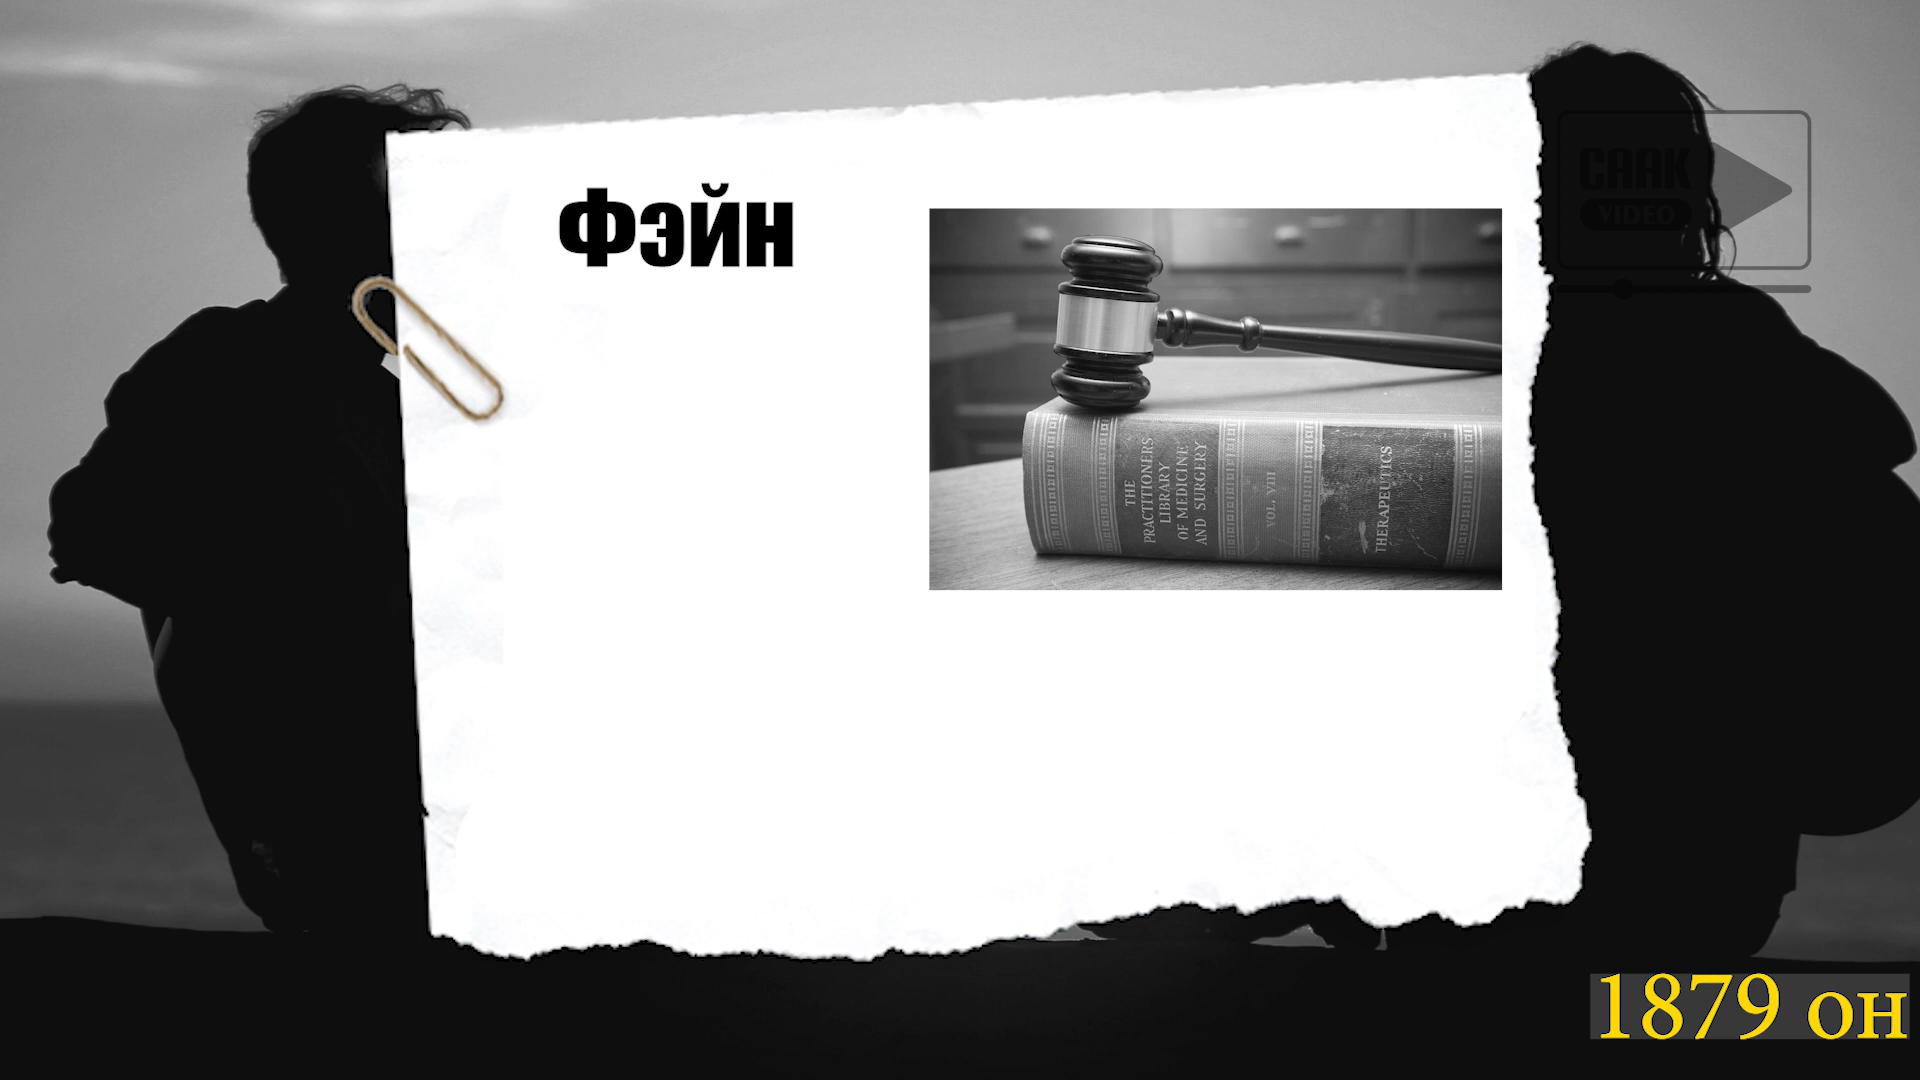 Фэйн
CAAK
VIDEO
THE
PRACTITIONERS
LIBRARY
OF MEDICINE
AND SURGERY
VOL. VIII
THERAPEUTICS
1879 он